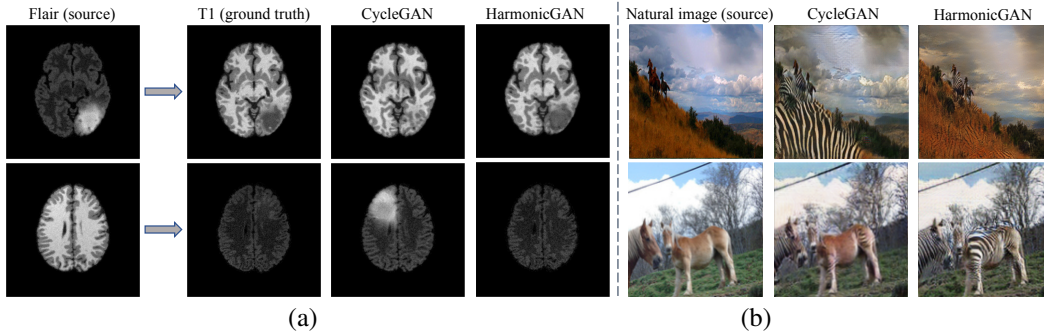 Flair (source) T1 (ground truth) CycleGAN HarmonicGAN Natural image (source) CycleGAN HarmonicGAN
(a) (b)